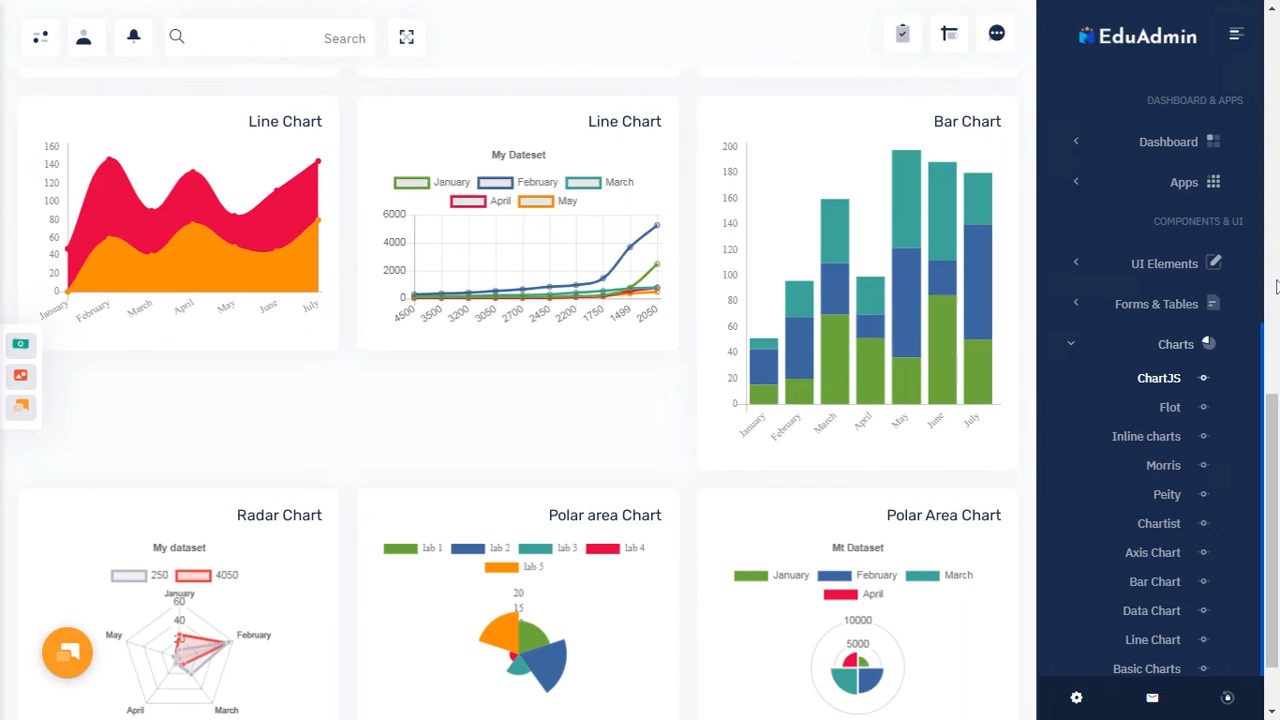 Search
EduAdmin
DASHBOARD & APPS
Dashboard
Apps
COMPONENTS & UI
UI Elements
Forms & Tables
Charts
ChartJS
Flot
Inline charts
Morris
Peity
Chartist
Axis Chart
Bar Chart
Data Chart
Line Chart
Basic Charts
Line Chart
160
140
120
100
80
60
40
20
0
January February March April May June July
Line Chart
My Dateset
January February March
April May
6000
4000
2000
0
4500 3500 3200 3050 2700 2450 2200 1750 1499 2050
Bar Chart
200
180
160
140
120
100
80
60
40
20
0
January February March April May June July
Radar Chart
My dataset
250 4050
January
60
40
May February
April March
Polar area Chart
lab 1 lab 2 lab 3 lab 4
lab 5
20
15
Polar Area Chart
Mt Dataset
January February March
April
10000
5000